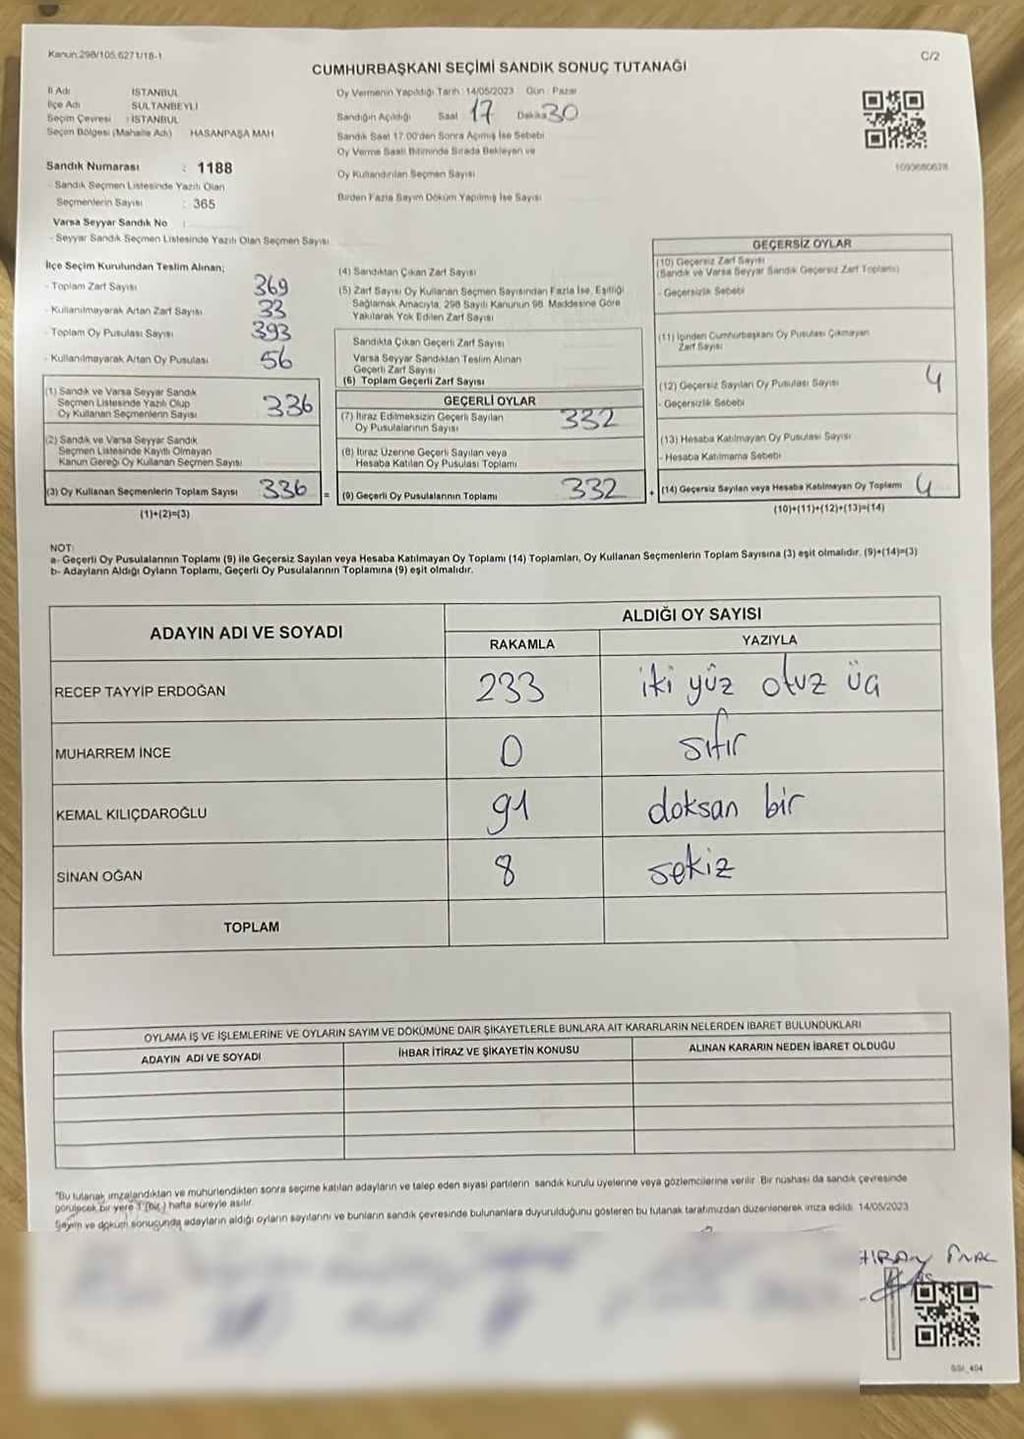 Kanun:298/105.6271/18-1
C/2
CUMHURBAŞKANI SEÇİMİ SANDIK SONUÇ TUTANAĞI
İl Adı İSTANBUL
İlçe Adı SULTANBEYLİ
Seçim Çevresi : İSTANBUL
Seçim Bölgesi (Mahalle Adı) HASANPAŞA MAH
Sandık Numarası : 1188
- Sandık Seçmen Listesinde Yazılı Olan
Seçmenlerin Sayısı : 365
Varsa Seyyar Sandık No :
- Seyyar Sandık Seçmen Listesinde Yazılı Olan Seçmen Sayısı
Oy Vermenin Yapıldığı Tarih : 14/05/2023 Gün : Pazar
Sandığın Açıldığı Saat 17 Dakika 30
Sandık Saat 17.00'den Sonra Açılmış İse Sebebi
Oy Verme Saati Bitiminde Sırada Bekleyen ve
Oy Kullandırılan Seçmen Sayısı
Birden Fazla Sayım Döküm Yapılmış İse Sayısı
İlçe Seçim Kurulundan Teslim Alınan;
- Toplam Zarf Sayısı 369
- Kullanılmayarak Artan Zarf Sayısı 33
- Toplam Oy Pusulası Sayısı 393
- Kullanılmayarak Artan Oy Pusulası 56
(1) Sandık ve Varsa Seyyar Sandık
Seçmen Listesinde Yazılı Olup
Oy Kullanan Seçmenlerin Sayısı 336
(2) Sandık ve Varsa Seyyar Sandık
Seçmen Listesinde Kayıtlı Olmayan
Kanun Gereği Oy Kullanan Seçmen Sayısı
(3) Oy Kullanan Seçmenlerin Toplam Sayısı 336 =
(1)+(2)=(3)
(4) Sandıktan Çıkan Zarf Sayısı
(5) Zarf Sayısı Oy Kullanan Seçmen Sayısından Fazla İse, Eşitliği
Sağlamak Amacıyla, 298 Sayılı Kanunun 98. Maddesine Göre
Yakılarak Yok Edilen Zarf Sayısı
Sandıkta Çıkan Geçerli Zarf Sayısı
Varsa Seyyar Sandıktan Teslim Alınan
Geçerli Zarf Sayısı
(6) Toplam Geçerli Zarf Sayısı
GEÇERLİ OYLAR
(7) İtiraz Edilmeksizin Geçerli Sayılan
Oy Pusulalarının Sayısı 332
(8) İtiraz Üzerine Geçerli Sayılan veya
Hesaba Katılan Oy Pusulası Toplamı
(9) Geçerli Oy Pusulalarının Toplamı 332 +
GEÇERSİZ OYLAR
(10) Geçersiz Zarf Sayısı
(Sandık ve Varsa Seyyar Sandık Geçersiz Zarf Toplamı)
- Geçersizlik Sebebi
(11) İçinden Cumhurbaşkanı Oy Pusulası Çıkmayan
Zarf Sayısı
(12) Geçersiz Sayılan Oy Pusulası Sayısı 4
- Geçersizlik Sebebi
(13) Hesaba Katılmayan Oy Pusulası Sayısı
- Hesaba Katılmama Sebebi
(14) Geçersiz Sayılan veya Hesaba Katılmayan Oy Toplamı 4
(10)+(11)+(12)+(13)=(14)
NOT:
a- Geçerli Oy Pusulalarının Toplamı (9) ile Geçersiz Sayılan veya Hesaba Katılmayan Oy Toplamı (14) Toplamları, Oy Kullanan Seçmenlerin Toplam Sayısına (3) eşit olmalıdır. (9)+(14)=(3)
b- Adayların Aldığı Oyların Toplamı, Geçerli Oy Pusulalarının Toplamına (9) eşit olmalıdır.
ADAYIN ADI VE SOYADI
ALDIĞI OY SAYISI
RAKAMLA YAZIYLA
RECEP TAYYİP ERDOĞAN 233 iki yüz otuz üç
MUHARREM İNCE 0 sıfır
KEMAL KILIÇDAROĞLU 91 doksan bir
SİNAN OĞAN 8 sekiz
TOPLAM
OYLAMA İŞ VE İŞLEMLERİNE VE OYLARIN SAYIM VE DÖKÜMÜNE DAİR ŞİKAYETLERLE BUNLARA AİT KARARLARIN NELERDEN İBARET BULUNDUKLARI
ADAYIN ADI VE SOYADI İHBAR İTİRAZ VE ŞİKAYETİN KONUSU ALINAN KARARIN NEDEN İBARET OLDUĞU
*Bu tutanak imzalandıktan ve mühürlendikten sonra seçime katılan adayların ve talep eden siyasi partilerin sandık kurulu üyelerine veya gözlemcilerine verilir. Bir nüshası da sandık çevresinde
görülecek bir yere 1 (bir) hafta süreyle asılır.
Sayım ve döküm sonucunda adayların aldığı oyların sayılarını ve bunların sandık çevresinde bulunanlara duyurulduğunu gösteren bu tutanak tarafımızdan düzenlenerek imza edildi. 14/05/2023